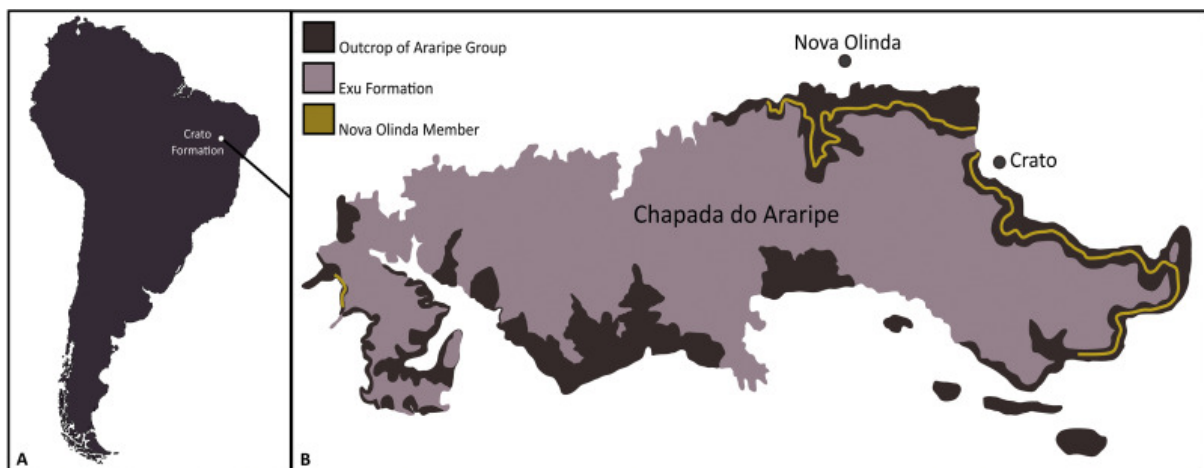 Crato
Formation
A
Outcrop of Araripe Group
Exu Formation
Nova Olinda Member
Nova Olinda
Crato
Chapada do Araripe
B